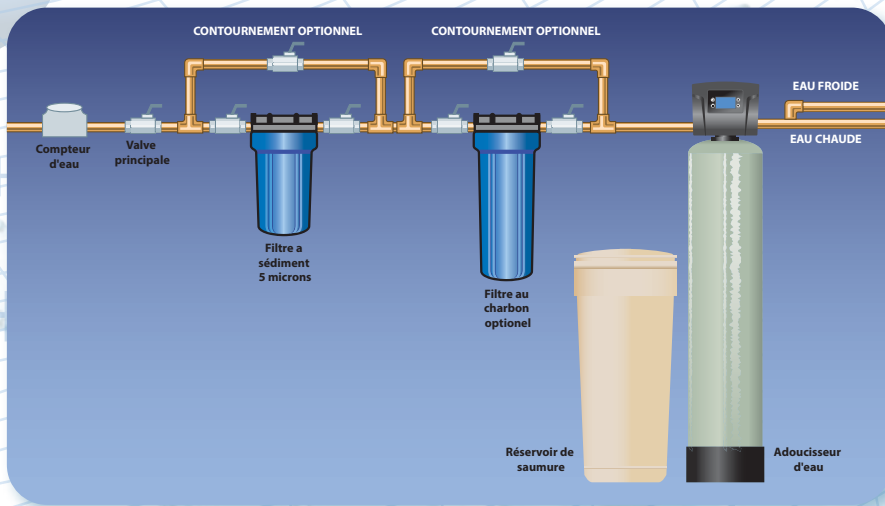 CONTOURNEMENT OPTIONNEL
CONTOURNEMENT OPTIONNEL
EAU FROIDE
EAU CHAUDE
Compteur
d'eau
Valve
principale
Filtre a
sédiment
5 microns
Filtre au
charbon
optionel
Réservoir de
saumure
Adoucisseur
d'eau